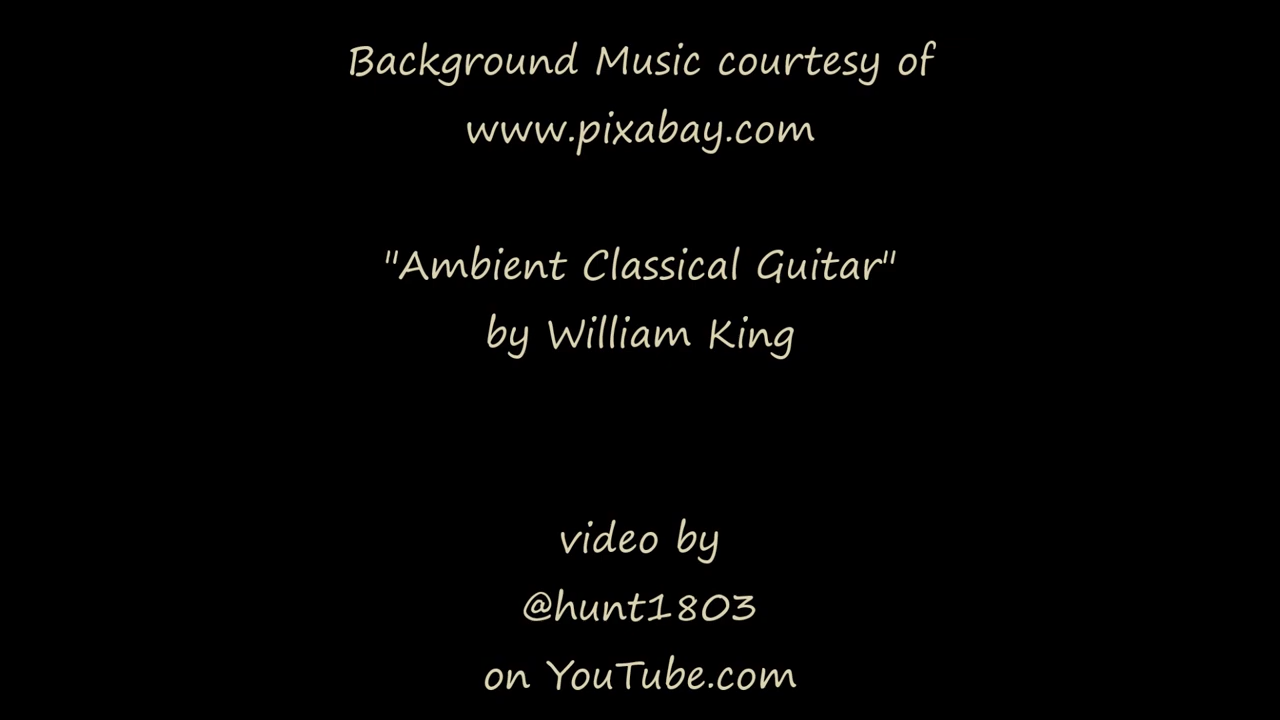 Background Music courtesy of
www.pixabay.com
"Ambient Classical Guitar"
by William King
video by
@hunt1803
on YouTube.com